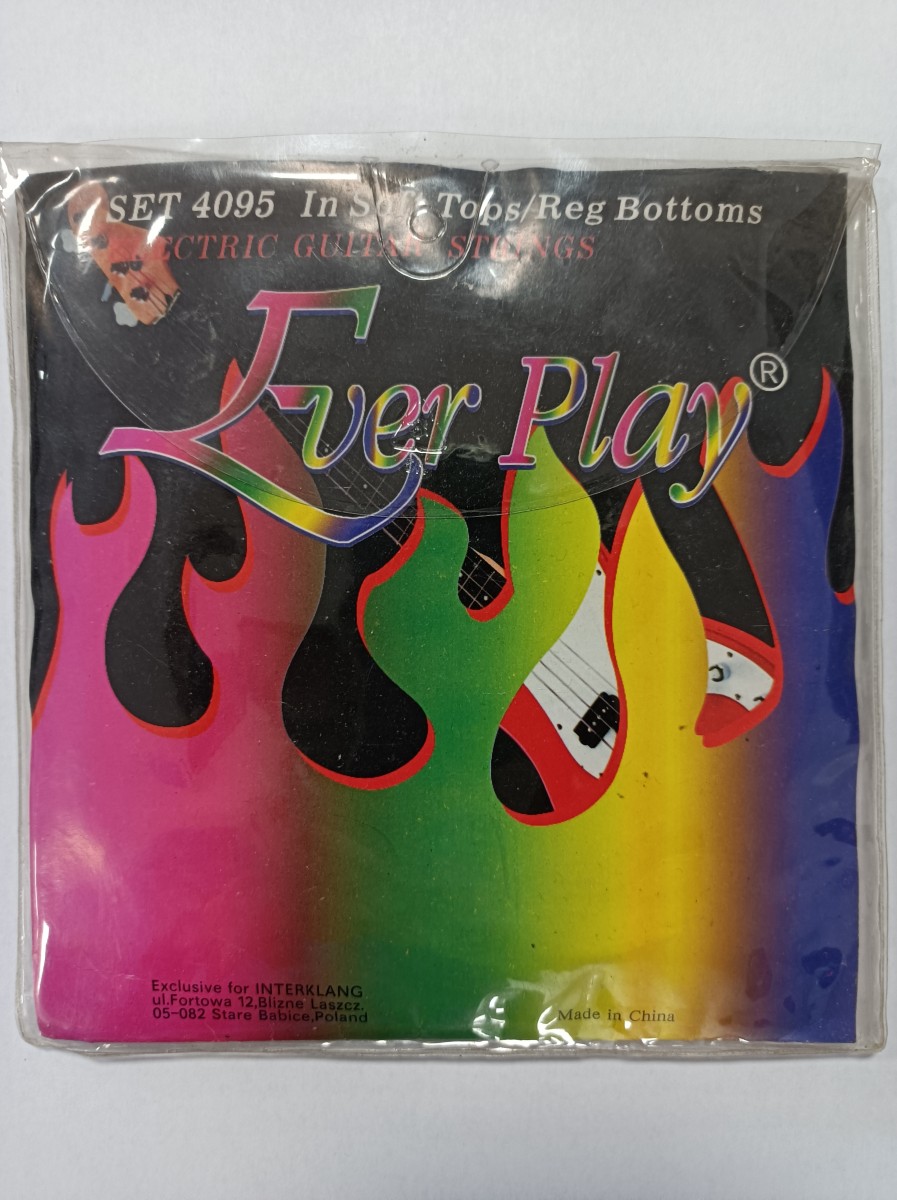 SET 4095 In Soft Tops/Reg Bottoms
ELECTRIC GUITAR STRINGS
Ever Play®
Exclusive for INTERKLANG
ul.Fortowa 12,Blizne Laszcz.
05-082 Stare Babice,Poland
Made in China